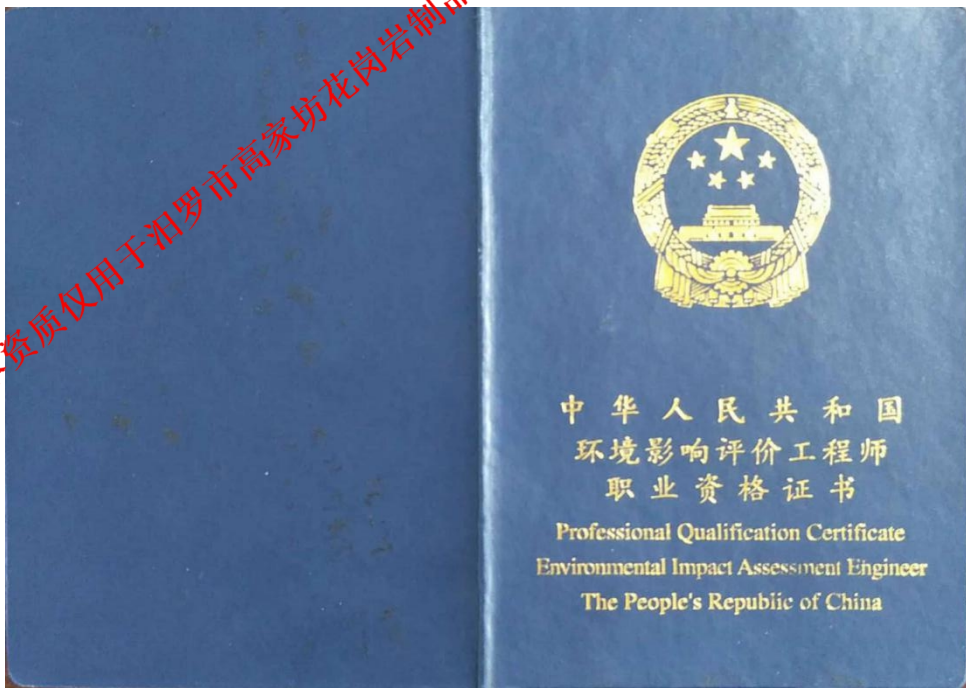 资质仅用于汨罗市高家坊花岗岩制品
中华人民共和国
环境影响评价工程师
职业资格证书
Professional Qualification Certificate
Environmental Impact Assessment Engineer
The People's Republic of China